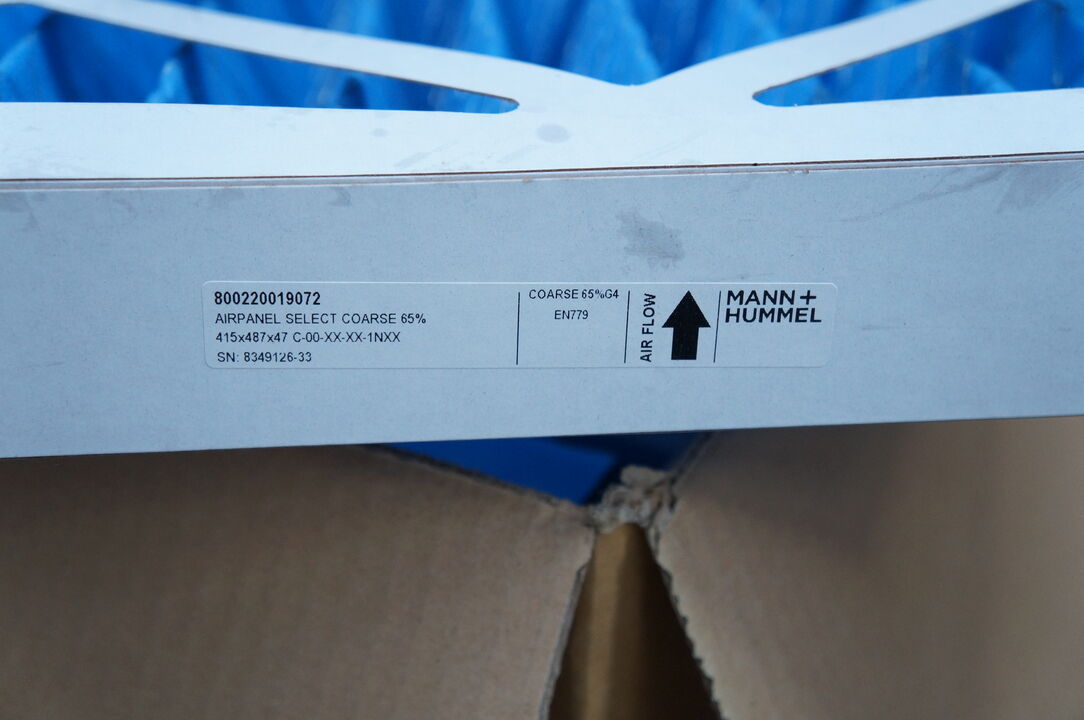 800220019072
AIRPANEL SELECT COARSE 65%
415x487x47 C-00-XX-XX-1NXX
SN: 8349126-33
COARSE 65%G4
EN779
AIR FLOW
MANN+
HUMMEL